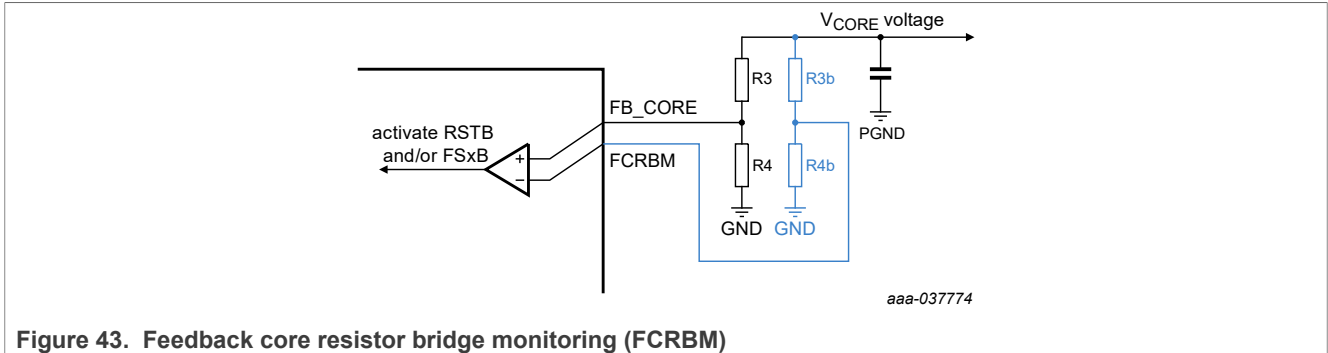 VCORE voltage
R3
R3b
FB_CORE
PGND
activate RSTB
and/or FSxB
+
−
FCRBM
R4
R4b
GND
GND
aaa-037774
Figure 43. Feedback core resistor bridge monitoring (FCRBM)